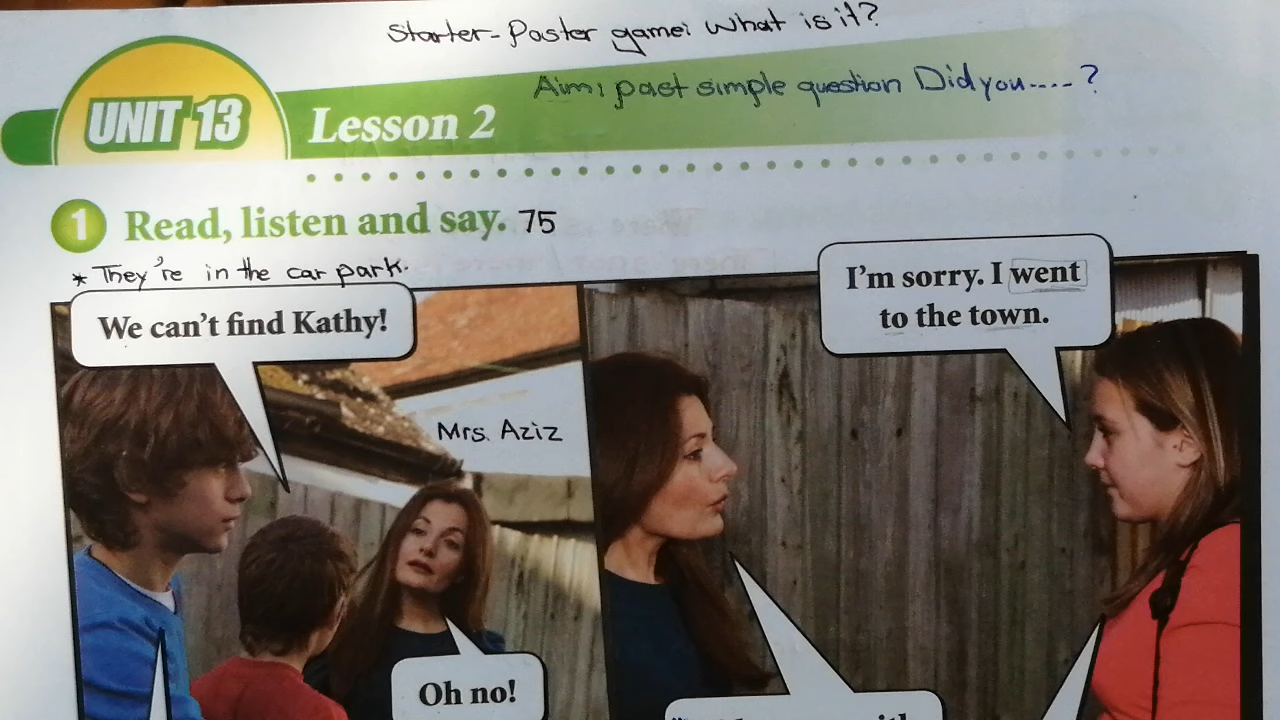 Starter-Poster game: What is it?
Aim: past simple question Did you....?
UNIT 13
Lesson 2
1 Read, listen and say. 75
* They're in the car park.
We can't find Kathy!
I'm sorry. I went
to the town.
Mrs. Aziz
Oh no!